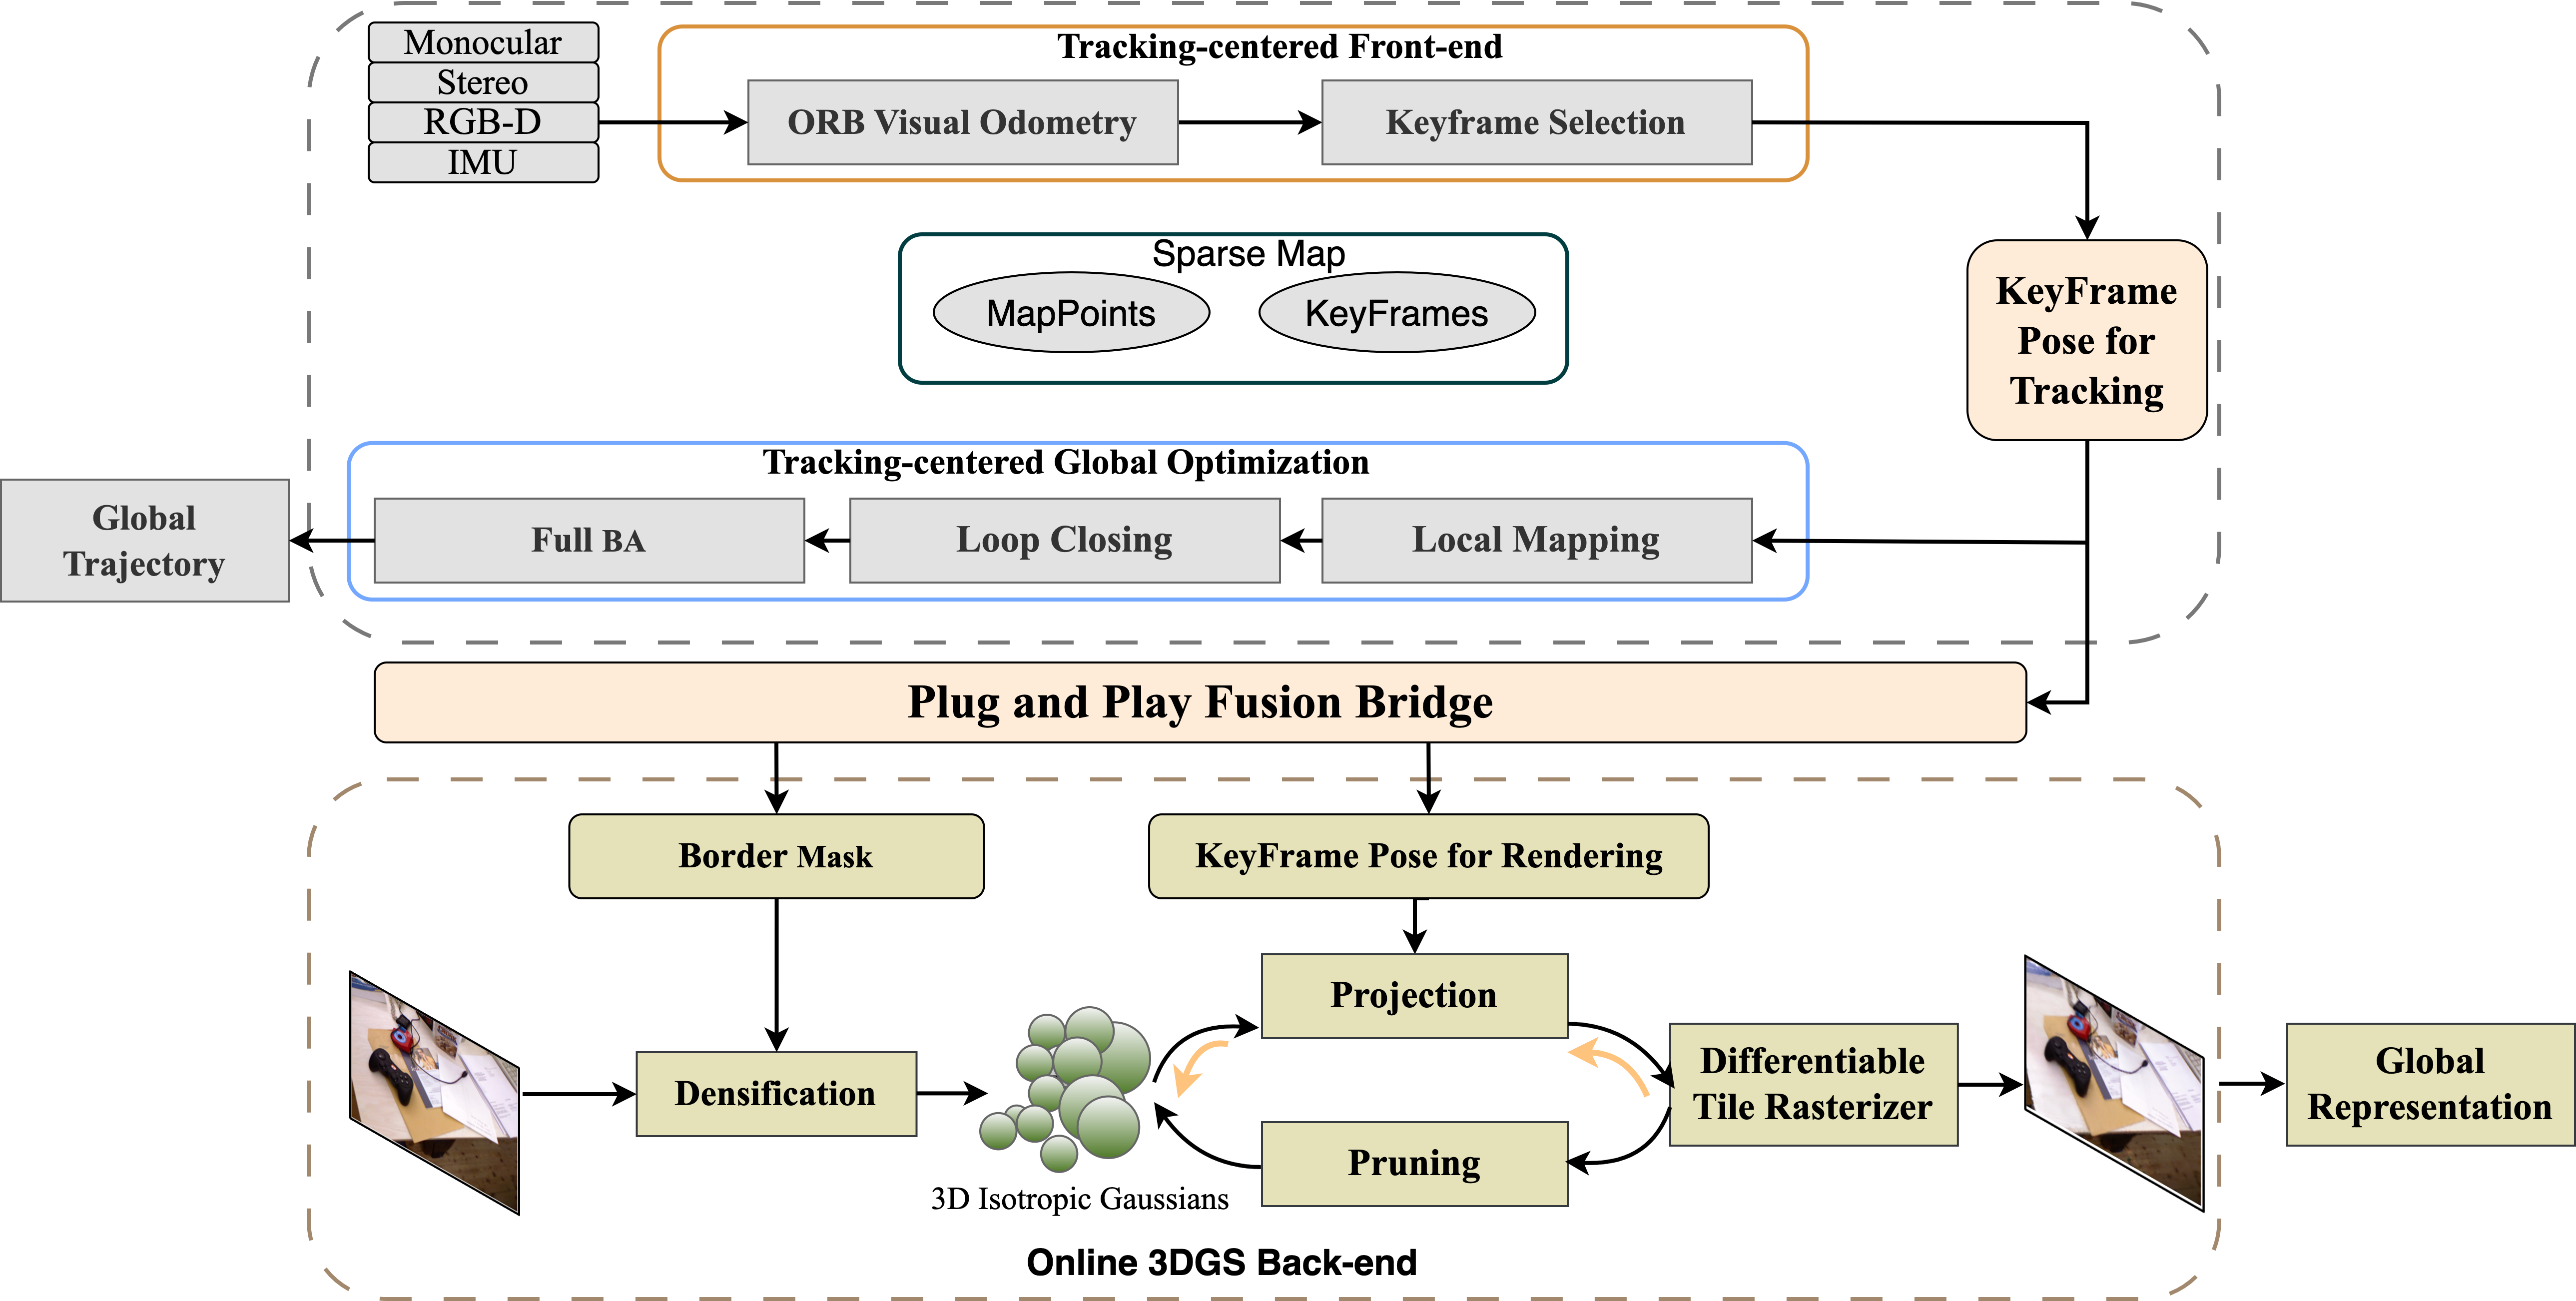 Monocular
Stereo
RGB-D
IMU
Tracking-centered Front-end
ORB Visual Odometry
Keyframe Selection
Sparse Map
MapPoints
KeyFrames
KeyFrame
Pose for
Tracking
Tracking-centered Global Optimization
Global
Trajectory
Full BA
Loop Closing
Local Mapping
Plug and Play Fusion Bridge
Border Mask
KeyFrame Pose for Rendering
Projection
Densification
Differentiable
Tile Rasterizer
Global
Representation
Pruning
3D Isotropic Gaussians
Online 3DGS Back-end